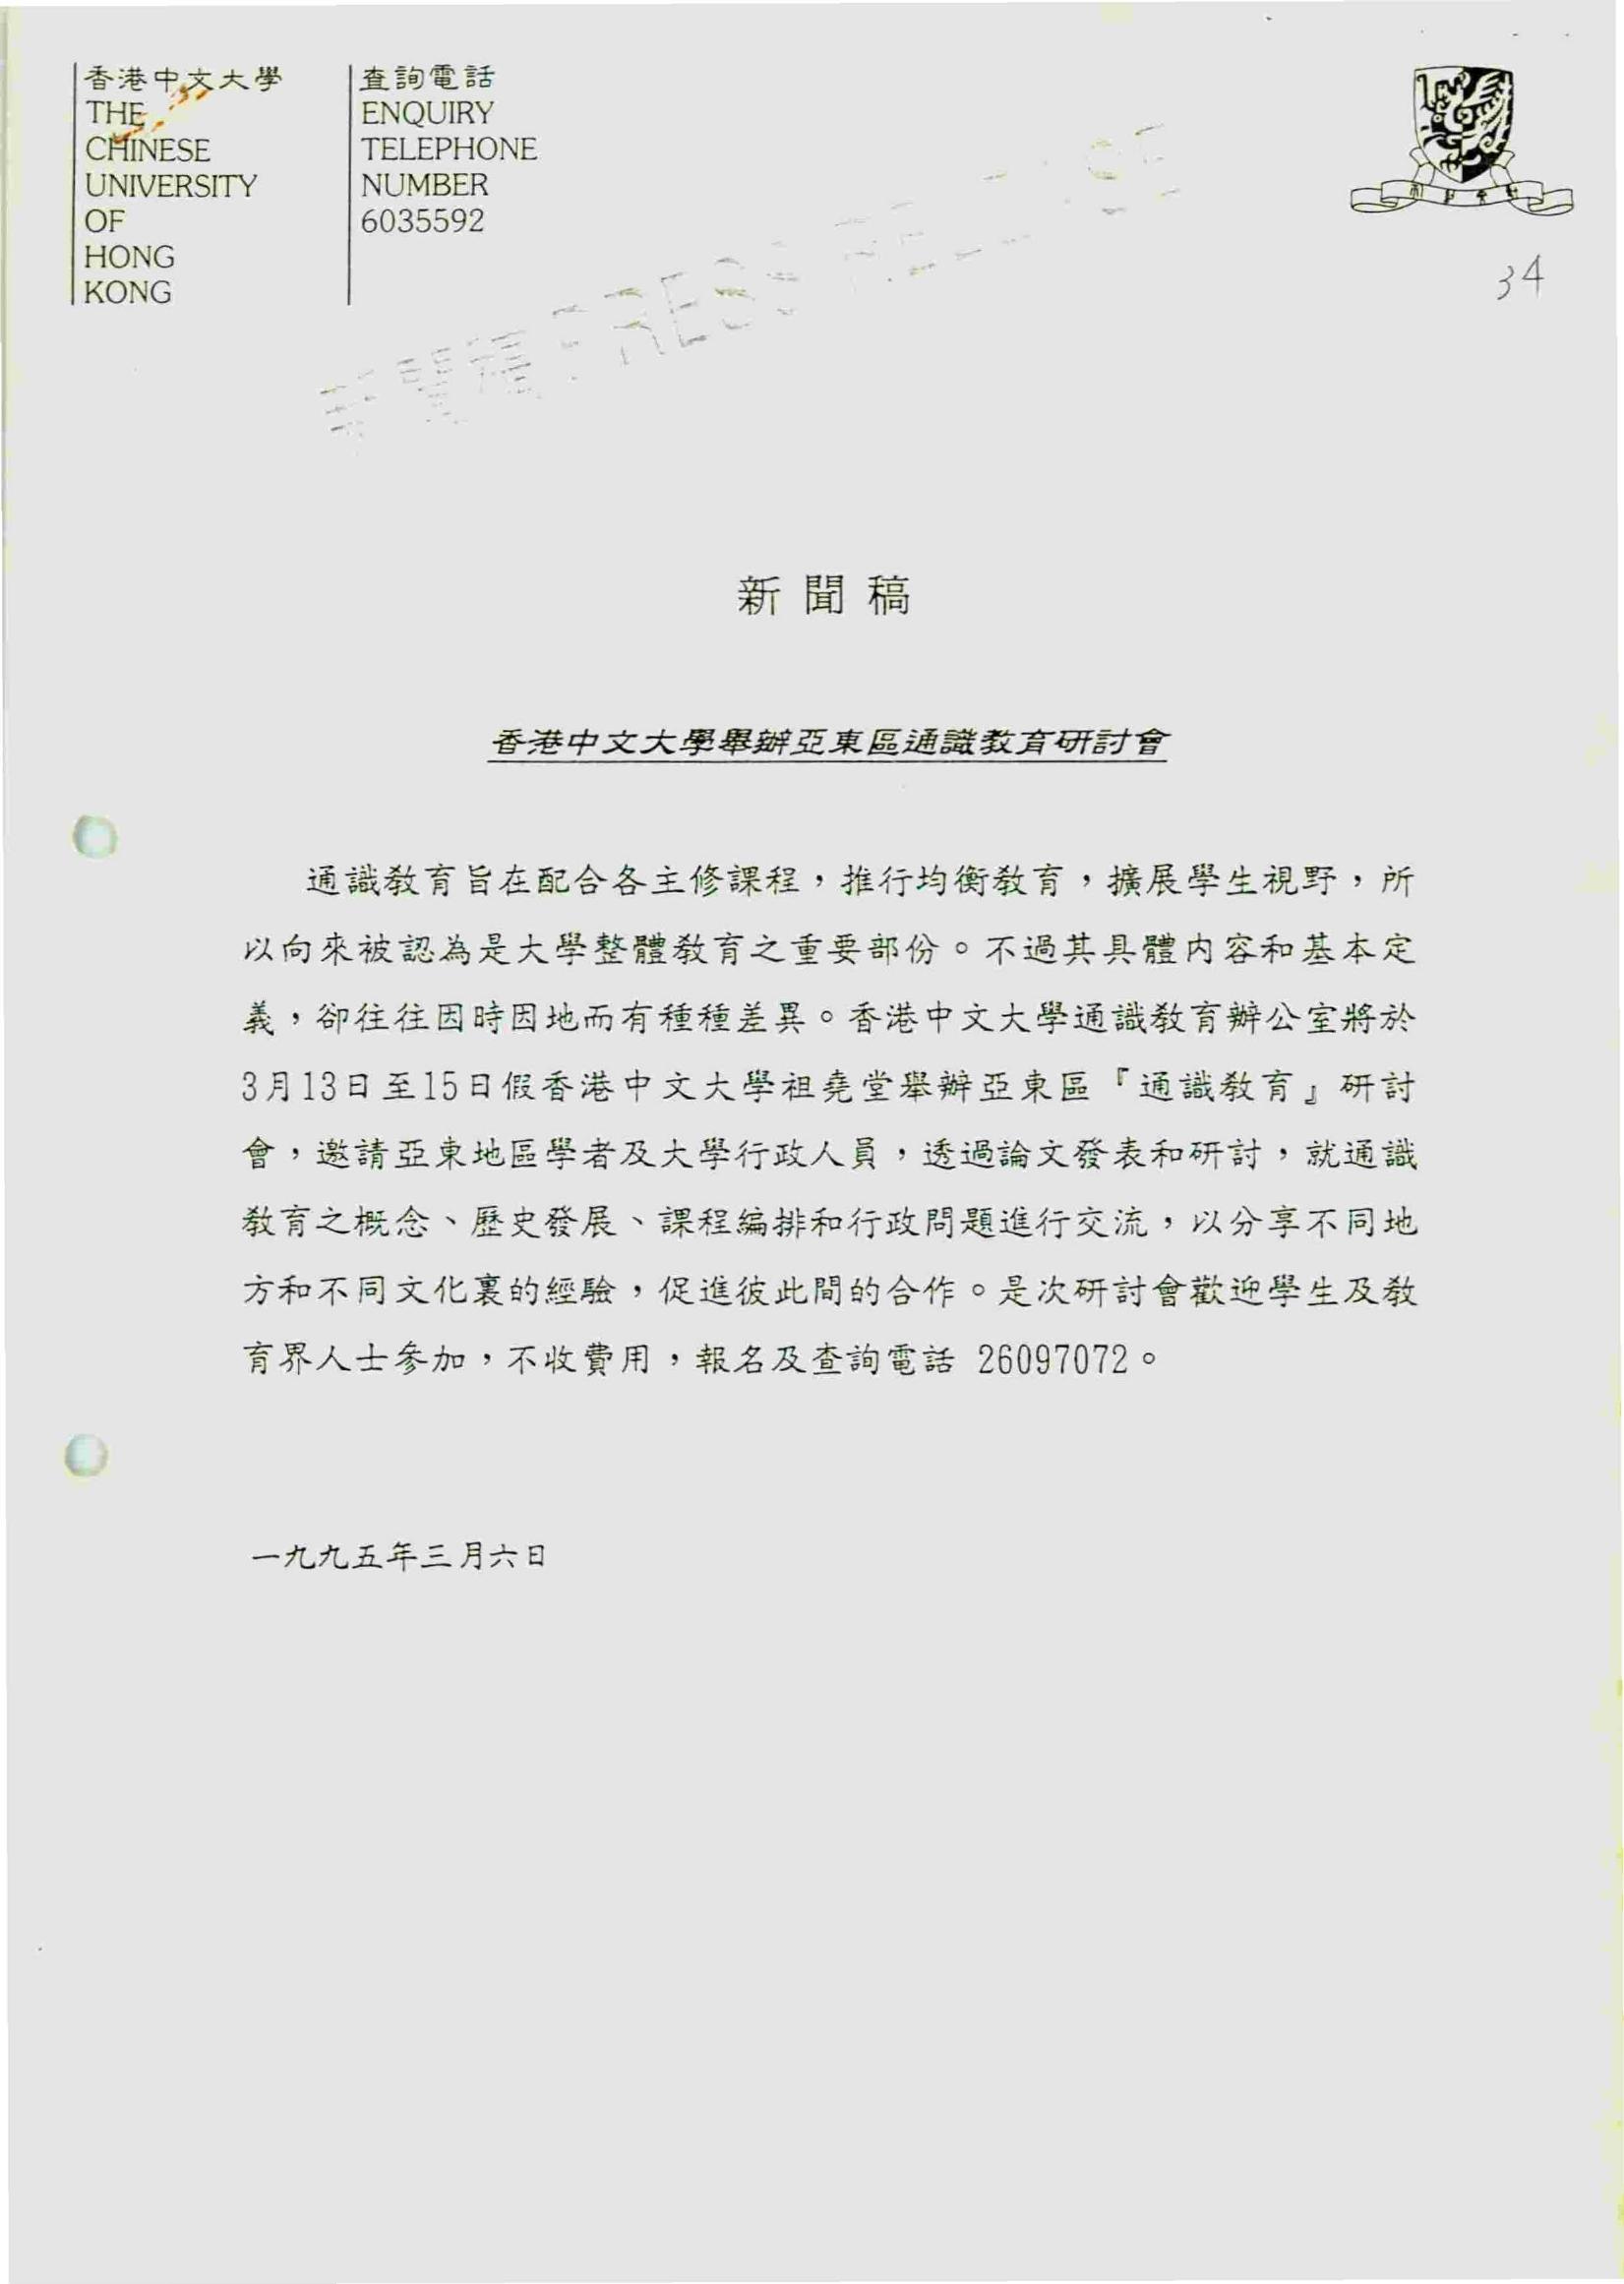 香港中文大學
THE
CHINESE
UNIVERSITY
OF
HONG
KONG
查詢電話
ENQUIRY
TELEPHONE
NUMBER
6035592
34
新聞稿 PRESS RELEASE
新聞稿
香港中文大學舉辦亞東區通識教育研討會
通識教育旨在配合各主修課程，推行均衡教育，擴展學生視野，所
以向來被認為是大學整體教育之重要部份。不過其具體內容和基本定
義，卻往往因時因地而有種種差異。香港中文大學通識教育辦公室將於
3月13日至15日假香港中文大學祖堯堂舉辦亞東區『通識教育』研討
會，邀請亞東地區學者及大學行政人員，透過論文發表和研討，就通識
教育之概念、歷史發展、課程編排和行政問題進行交流，以分享不同地
方和不同文化裏的經驗，促進彼此間的合作。是次研討會歡迎學生及教
育界人士參加，不收費用，報名及查詢電話 26097072。
一九九五年三月六日